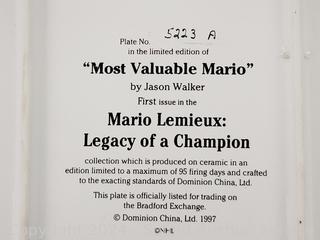 Plate No. 5223 A
in the limited edition of
"Most Valuable Mario"
by Jason Walker
First issue in the
Mario Lemieux:
Legacy of a Champion
collection which is produced on ceramic in an
edition limited to a maximum of 95 firing days and crafted
to the exacting standards of Dominion China, Ltd.
This plate is officially listed for trading on
the Bradford Exchange.
© Dominion China, Ltd. 1997
©NHL